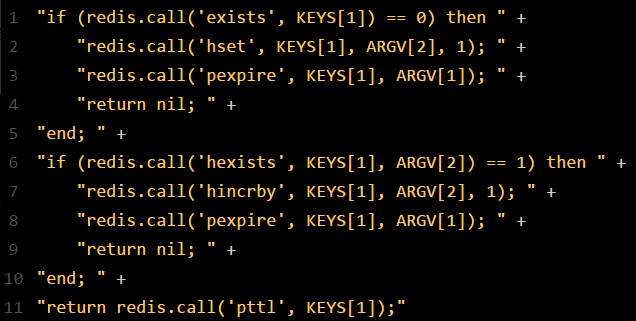 1 "if (redis.call('exists', KEYS[1]) == 0) then " +
2 "redis.call('hset', KEYS[1], ARGV[2], 1); " +
3 "redis.call('pexpire', KEYS[1], ARGV[1]); " +
4 "return nil; " +
5 "end; " +
6 "if (redis.call('hexists', KEYS[1], ARGV[2]) == 1) then " +
7 "redis.call('hincrby', KEYS[1], ARGV[2], 1); " +
8 "redis.call('pexpire', KEYS[1], ARGV[1]); " +
9 "return nil; " +
10 "end; " +
11 "return redis.call('pttl', KEYS[1]);"